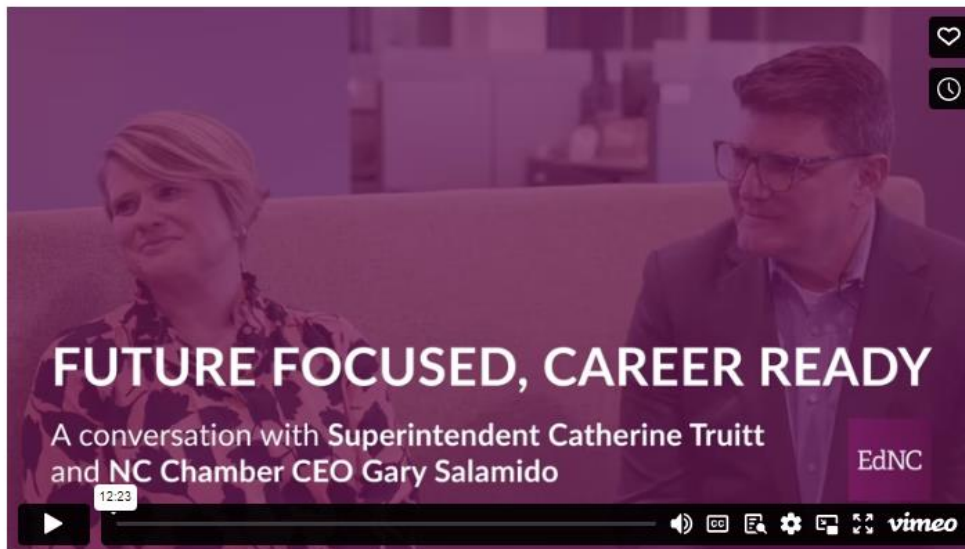 FUTURE FOCUSED, CAREER READY
A conversation with Superintendent Catherine Truitt
and NC Chamber CEO Gary Salamido
EdNC
12:23
CC
vimeo